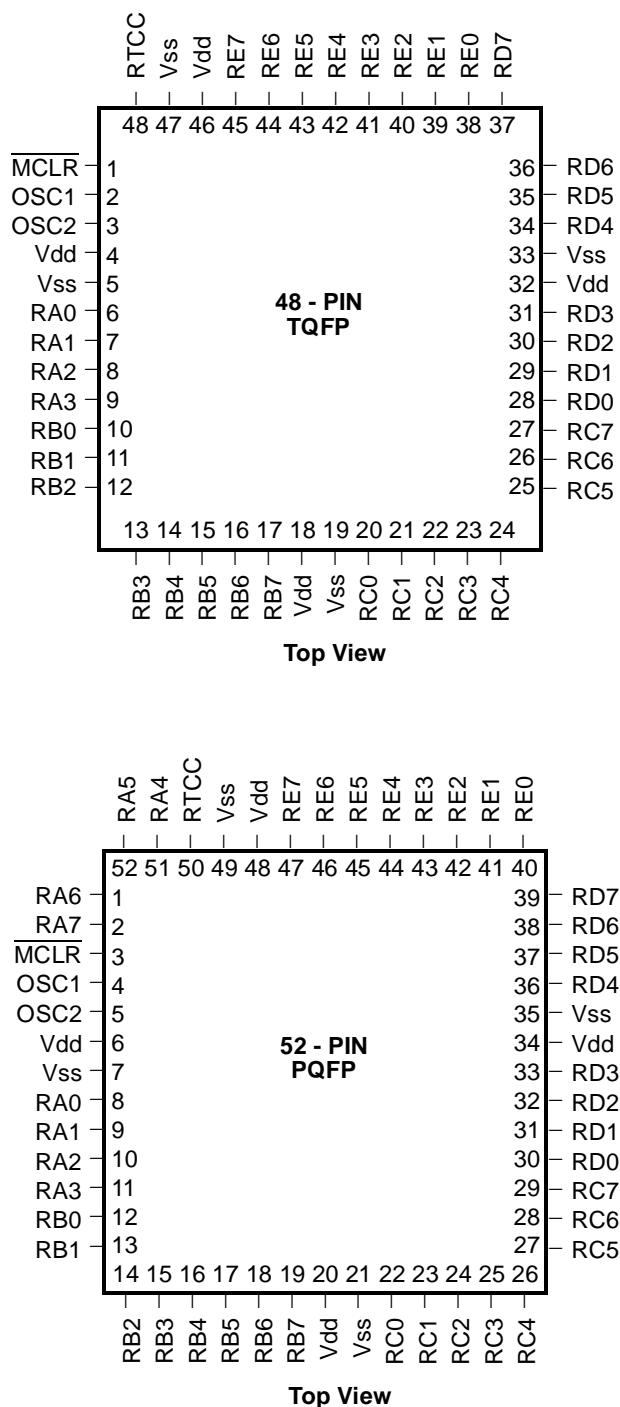 RTCC Vss Vdd RE7 RE6 RE5 RE4 RE3 RE2 RE1 RE0 RD7
48 47 46 45 44 43 42 41 40 39 38 37
MCLR 1 36 RD6
OSC1 2 35 RD5
OSC2 3 34 RD4
Vdd 4 33 Vss
Vss 5 32 Vdd
RA0 6 31 RD3
RA1 7 30 RD2
RA2 8 29 RD1
RA3 9 28 RD0
RB0 10 27 RC7
RB1 11 26 RC6
RB2 12 25 RC5
48 - PIN
TQFP
13 14 15 16 17 18 19 20 21 22 23 24
RB3 RB4 RB5 RB6 RB7 Vdd Vss RC0 RC1 RC2 RC3 RC4
Top View
RA5 RA4 RTCC Vss Vdd RE7 RE6 RE5 RE4 RE3 RE2 RE1 RE0
52 51 50 49 48 47 46 45 44 43 42 41 40
RA6 1 39 RD7
RA7 2 38 RD6
MCLR 3 37 RD5
OSC1 4 36 RD4
OSC2 5 35 Vss
Vdd 6 34 Vdd
Vss 7 33 RD3
RA0 8 32 RD2
RA1 9 31 RD1
RA2 10 30 RD0
RA3 11 29 RC7
RB0 12 28 RC6
RB1 13 27 RC5
52 - PIN
PQFP
14 15 16 17 18 19 20 21 22 23 24 25 26
RB2 RB3 RB4 RB5 RB6 RB7 Vdd Vss RC0 RC1 RC2 RC3 RC4
Top View